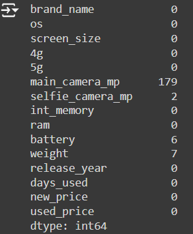 brand_name 0
os 0
screen_size 0
4g 0
5g 0
main_camera_mp 179
selfie_camera_mp 2
int_memory 0
ram 0
battery 6
weight 7
release_year 0
days_used 0
new_price 0
used_price 0
dtype: int64